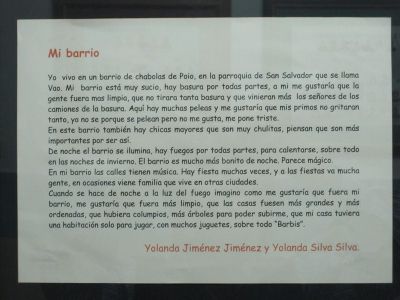 Mi barrio
Yo vivo en un barrio de chabolas de Poio, en la parroquia de San Salvador que se llama
Vao. Mi barrio está muy sucio, hay basura por todas partes, a mi me gustaría que la
gente fuera mas limpia, que no tirara tanta basura y que vinieran más los señores de los
camiones de la basura. Aquí hay muchas peleas y me gustaría que mis primos no gritaran
tanto, ya no se porque se pelean pero no me gusta, me pone triste.
En este barrio también hay chicas mayores que son muy chulitas, piensan que son más
importantes por ser así.
De noche el barrio se ilumina, hay fuegos por todas partes, para calentarse, sobre todo
en las noches de invierno. El barrio es mucho más bonito de noche. Parece mágico.
En mi barrio las calles tienen música. Hay fiesta muchas veces, y a las fiestas va mucha
gente, en ocasiones viene familia que vive en otras ciudades.
Cuando se hace de noche a la luz del fuego imagino como me gustaría que fuera mi
barrio, me gustaría que fuera más limpio, que las casas fuesen más grandes y más
ordenadas, que hubiera columpios, más árboles para poder subirme, que mi casa tuviera
una habitación solo para jugar, con muchos juguetes, sobre todo "Barbis".
Yolanda Jiménez Jiménez y Yolanda Silva Silva.